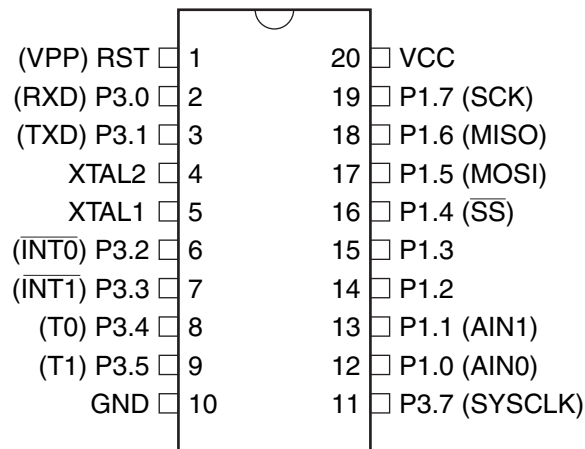 (VPP) RST 1 20 VCC
(RXD) P3.0 2 19 P1.7 (SCK)
(TXD) P3.1 3 18 P1.6 (MISO)
XTAL2 4 17 P1.5 (MOSI)
XTAL1 5 16 P1.4 (S̅S̅)
(I̅N̅T̅0̅) P3.2 6 15 P1.3
(I̅N̅T̅1̅) P3.3 7 14 P1.2
(T0) P3.4 8 13 P1.1 (AIN1)
(T1) P3.5 9 12 P1.0 (AIN0)
GND 10 11 P3.7 (SYSCLK)